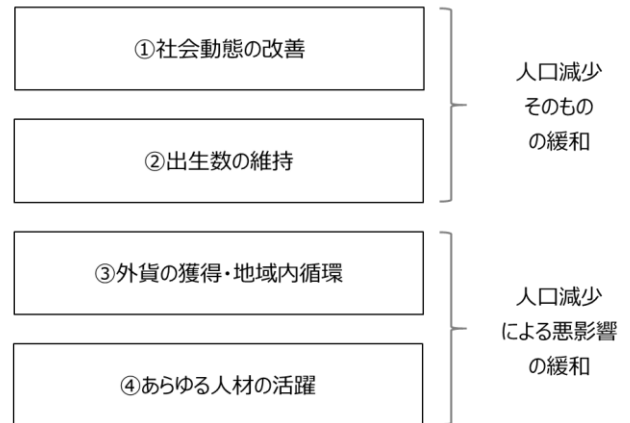 ①社会動態の改善
②出生数の維持
人口減少
そのもの
の緩和
③外貨の獲得・地域内循環
④あらゆる人材の活躍
人口減少
による悪影響
の緩和